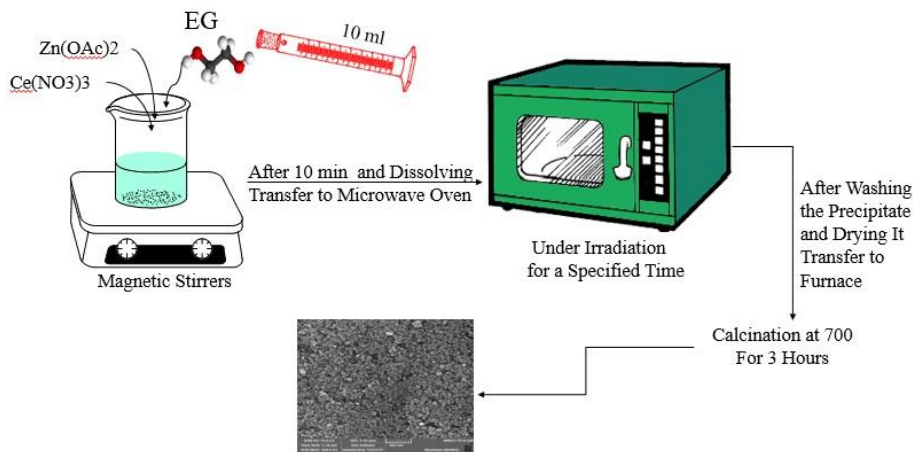 EG
10 ml
Zn(OAc)2
Ce(NO3)3
After 10 min and Dissolving
Transfer to Microwave Oven
Magnetic Stirrers
Under Irradiation
for a Specified Time
After Washing
the Precipitate
and Drying It
Transfer to
Furnace
Calcination at 700
For 3 Hours